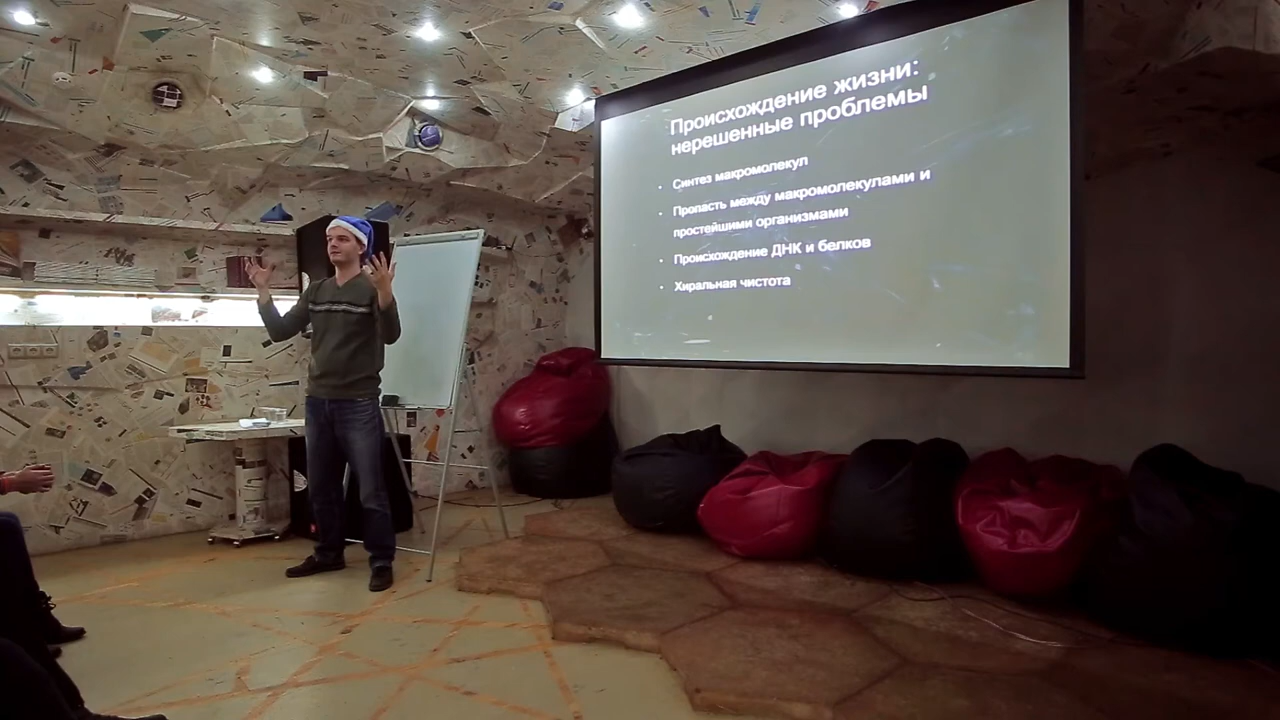 Происхождение жизни:
нерешенные проблемы
Синтез макромолекул
Пропасть между макромолекулами и
простейшими организмами
Происхождение ДНК и белков
Хиральная чистота